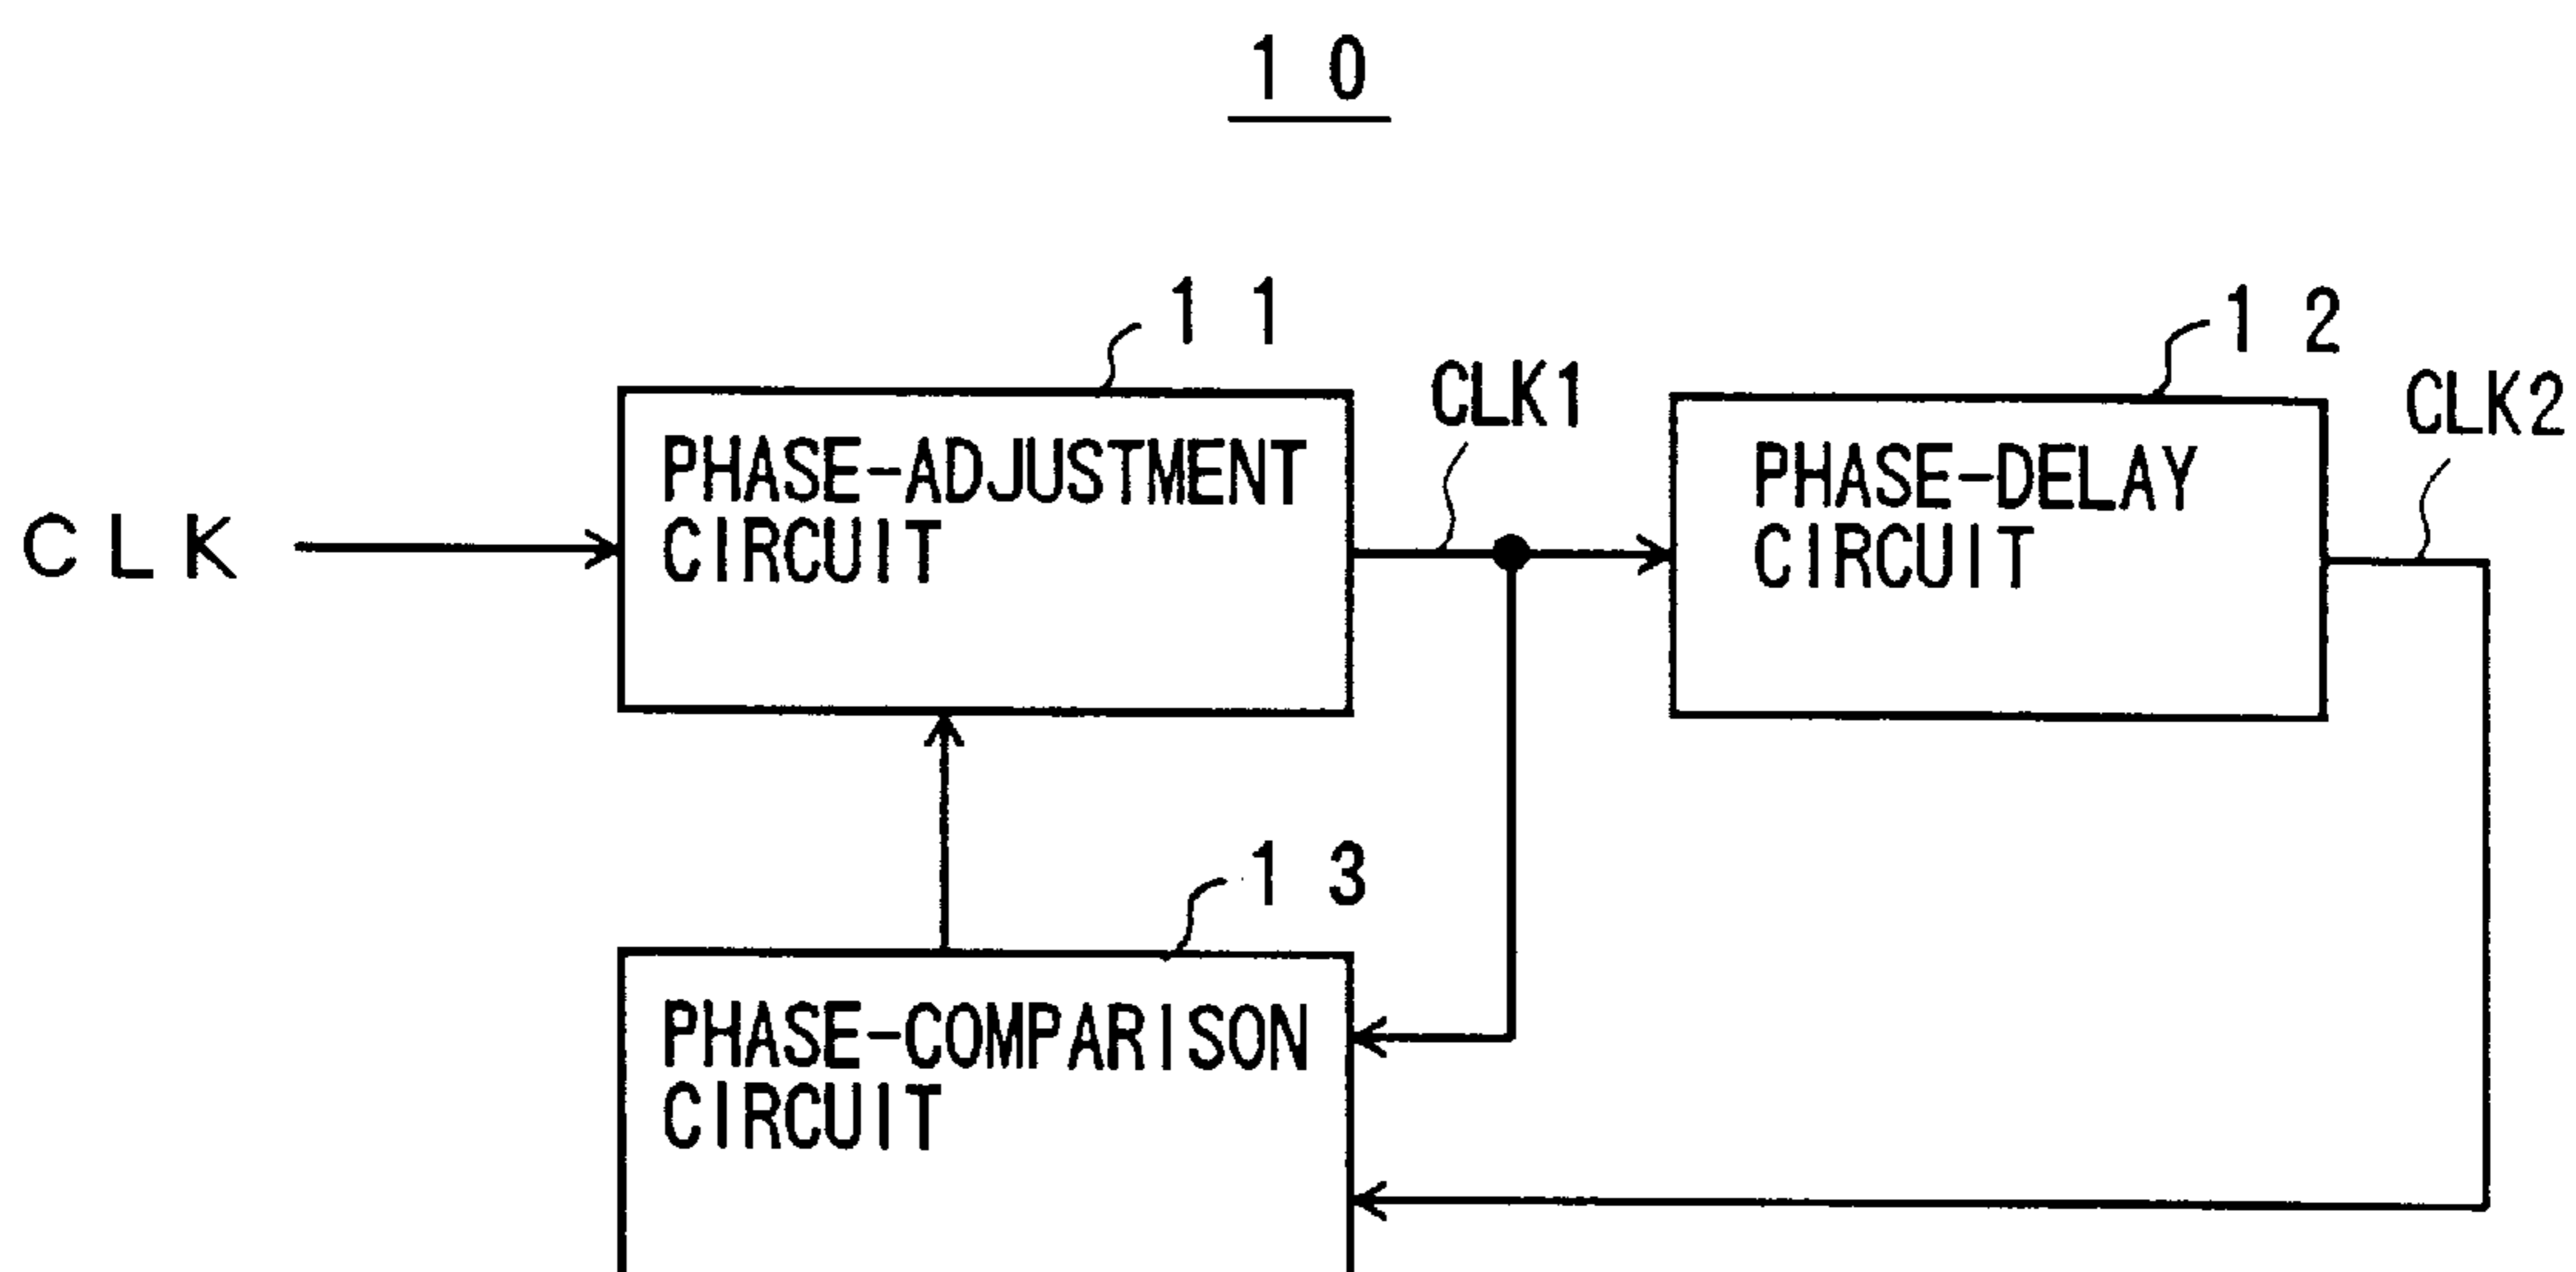 10
11
12
CLK1
CLK2
PHASE-ADJUSTMENT
CIRCUIT
PHASE-DELAY
CIRCUIT
CLK
13
PHASE-COMPARISON
CIRCUIT